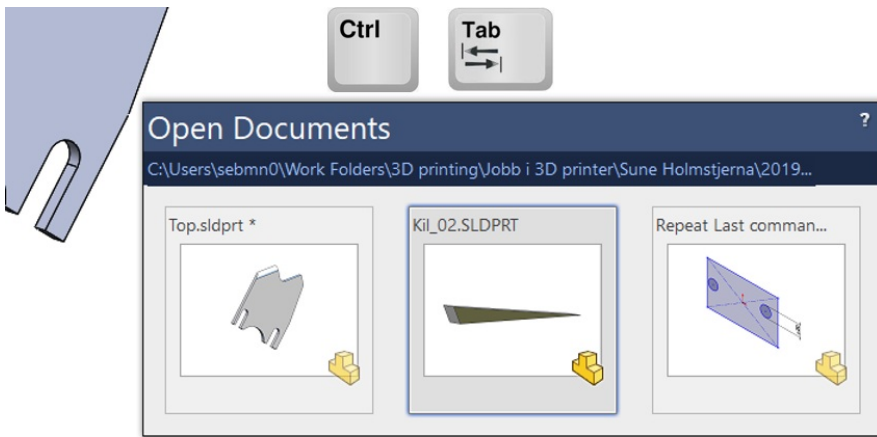 Ctrl
Tab
Open Documents
?
C:\Users\sebmn0\Work Folders\3D printing\Jobb i 3D printer\Sune Holmstjerna\2019...
Top.sldprt *
Kil_02.SLDPRT
Repeat Last comman...